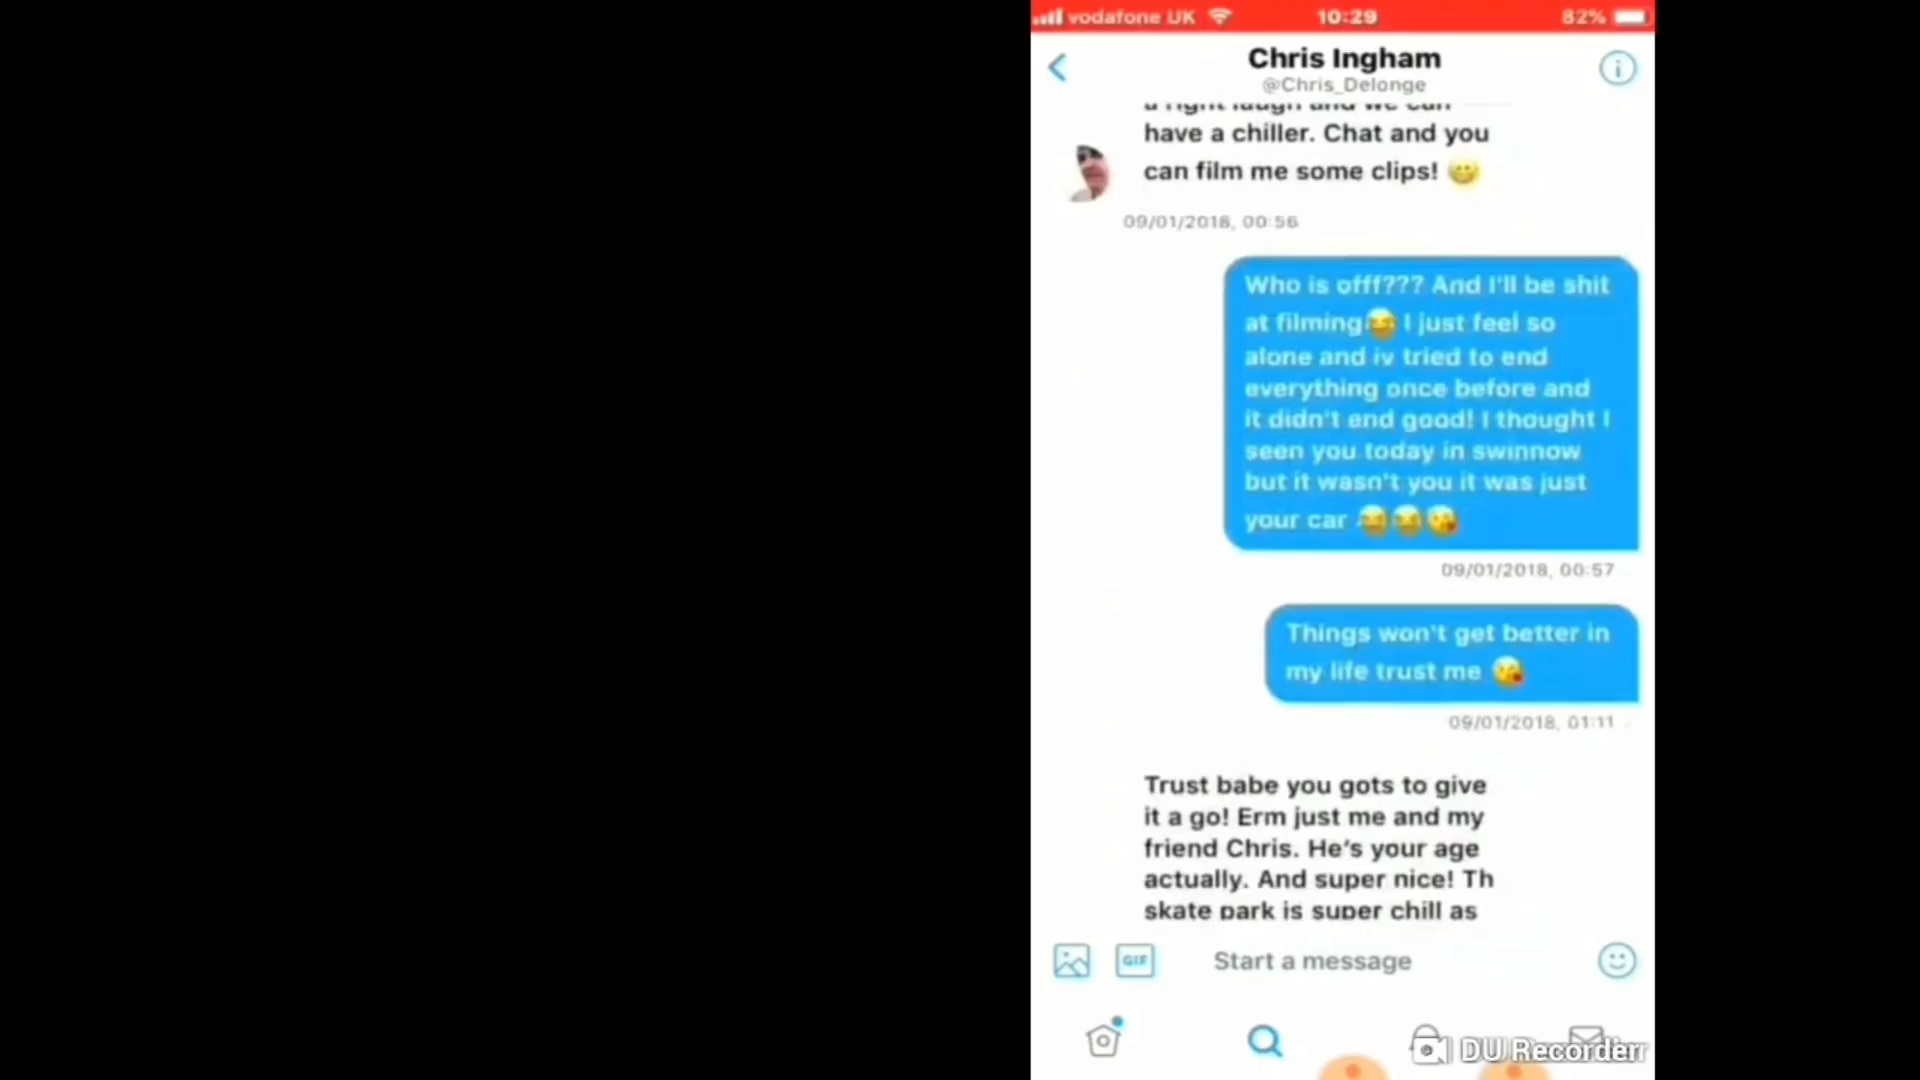 vodafone UK 10:29 82%
Chris Ingham
@Chris_Delonge
a right laugh and we can
have a chiller. Chat and you
can film me some clips! 😁
09/01/2018, 00:56
Who is offf??? And I'll be shit
at filming😂 I just feel so
alone and iv tried to end
everything once before and
it didn't end good! I thought I
seen you today in swinnow
but it wasn't you it was just
your car 😂😂😘
09/01/2018, 00:57
Things won't get better in
my life trust me 😘
09/01/2018, 01:11
Trust babe you gots to give
it a go! Erm just me and my
friend Chris. He's your age
actually. And super nice! Th
skate park is super chill as
GIF Start a message
DU Recorder